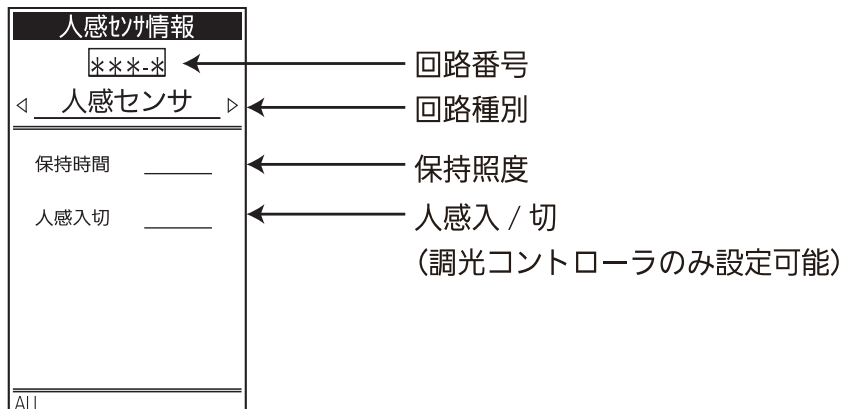 人感ｾﾝｻ情報
***-*
回路番号
◁ 人感センサ ▷
回路種別
保持時間
保持照度
人感入切
人感入 / 切
（調光コントローラのみ設定可能）
ALL